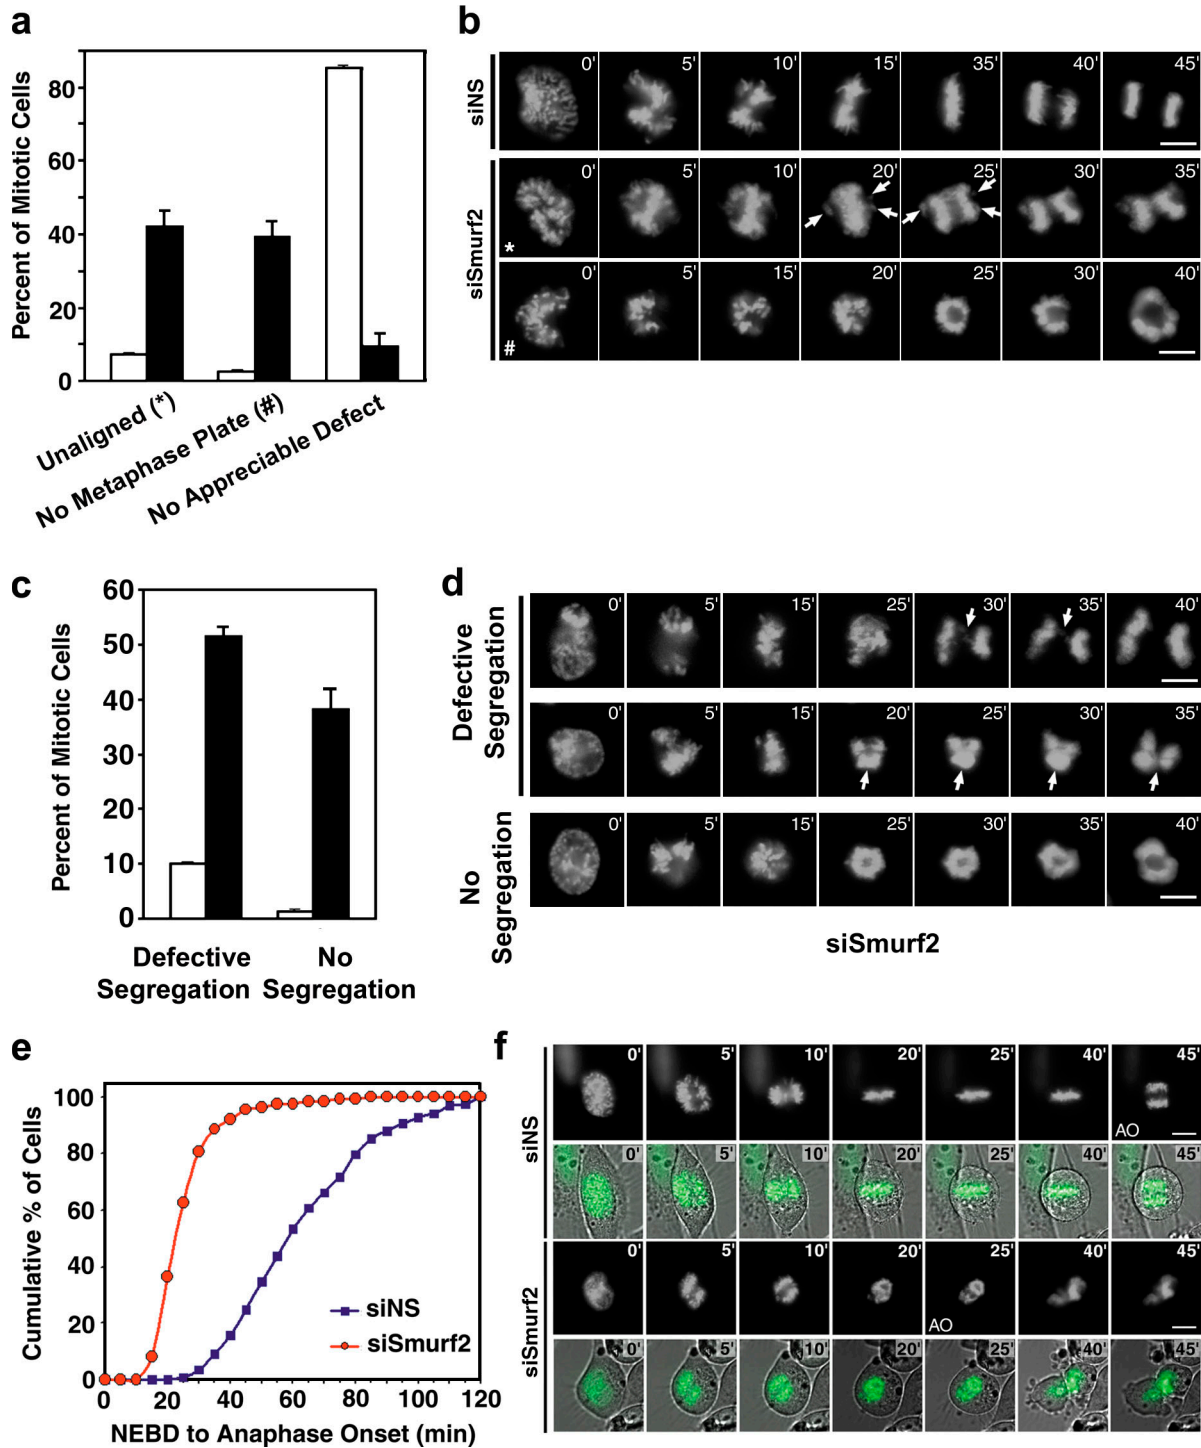 a
Percent of Mitotic Cells
80
60
40
20
0
Unaligned (*)
No Metaphase Plate (#)
No Appreciable Defect
b
siNS
0' 5' 10' 15' 35' 40' 45'
siSmurf2
0' 5' 10' 20' 25' 30' 35'
*
0' 5' 10' 15' 20' 25' 30' 40'
#
c
Percent of Mitotic Cells
60
50
40
30
20
10
0
Defective Segregation
No Segregation
d
Defective Segregation
0' 5' 15' 25' 30' 35' 40'
0' 5' 15' 20' 25' 30' 35'
No Segregation
0' 5' 15' 25' 30' 35' 40'
siSmurf2
e
Cumulative % of Cells
100
80
60
40
20
0
siNS
siSmurf2
0 20 40 60 80 100 120
NEBD to Anaphase Onset (min)
f
siNS
0' 5' 10' 20' 25' 40' 45'
AO
0' 5' 10' 20' 25' 40' 45'
siSmurf2
0' 5' 10' 20' 25' 40' 45'
AO
0' 5' 10' 20' 25' 40' 45'